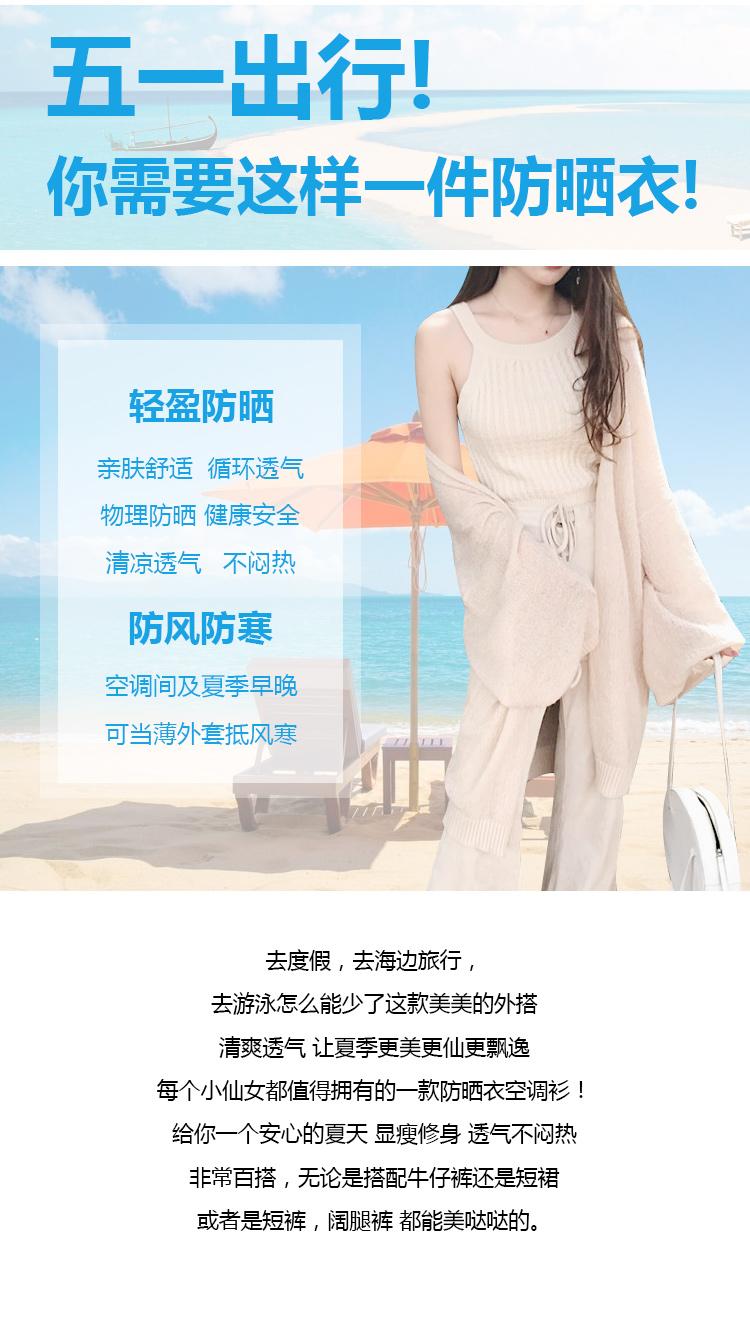 五一出行!
你需要这样一件防晒衣!
轻盈防晒
亲肤舒适 循环透气
物理防晒 健康安全
清凉透气 不闷热
防风防寒
空调间及夏季早晚
可当薄外套抵风寒
去度假，去海边旅行，
去游泳怎么能少了这款美美的外搭
清爽透气 让夏季更美更仙更飘逸
每个小仙女都值得拥有的一款防晒衣空调衫！
给你一个安心的夏天 显瘦修身 透气不闷热
非常百搭，无论是搭配牛仔裤还是短裙
或者是短裤，阔腿裤 都能美哒哒的。